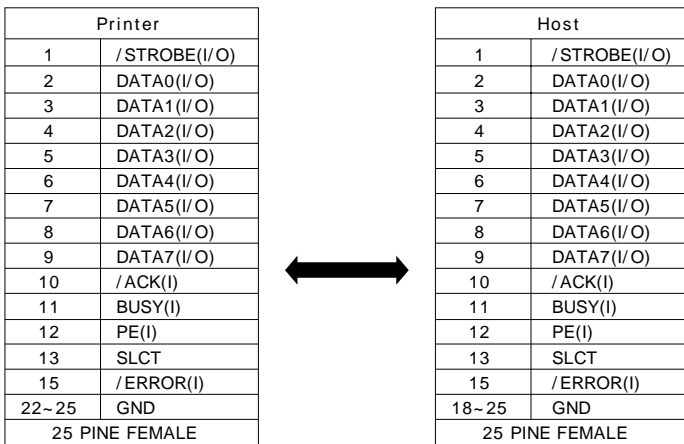 Printer
1 /STROBE(I/O)
2 DATA0(I/O)
3 DATA1(I/O)
4 DATA2(I/O)
5 DATA3(I/O)
6 DATA4(I/O)
7 DATA5(I/O)
8 DATA6(I/O)
9 DATA7(I/O)
10 /ACK(I)
11 BUSY(I)
12 PE(I)
13 SLCT
15 /ERROR(I)
22~25 GND
25 PINE FEMALE
Host
1 /STROBE(I/O)
2 DATA0(I/O)
3 DATA1(I/O)
4 DATA2(I/O)
5 DATA3(I/O)
6 DATA4(I/O)
7 DATA5(I/O)
8 DATA6(I/O)
9 DATA7(I/O)
10 /ACK(I)
11 BUSY(I)
12 PE(I)
13 SLCT
15 /ERROR(I)
18~25 GND
25 PINE FEMALE